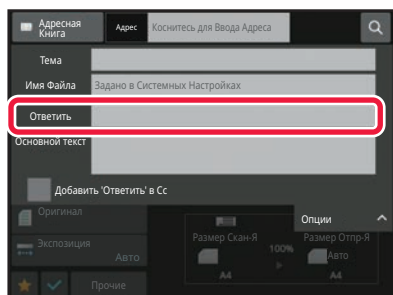 Адресная
Книга
Адрес
Коснитесь для Ввода Адреса
Тема
Имя Файла
Задано в Системных Настройках
Ответить
Основной текст
Добавить 'Ответить' в Cc
Оригинал
Опции
Экспозиция
Авто
Размер Скан-Я
100%
Размер Отпр-Я
Авто
A4
A4
Прочие